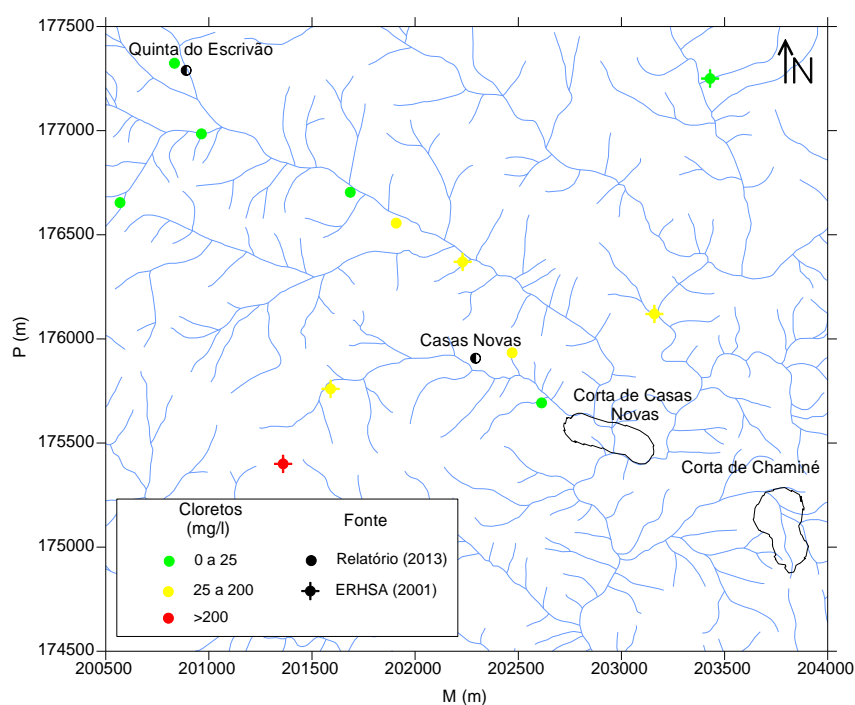 177500
177000
176500
176000
175500
175000
174500
P (m)
Quinta do Escrivão
N
Casas Novas
Corta de Casas
Novas
Corta de Chaminé
Cloretos
(mg/l)
0 a 25
25 a 200
>200
Fonte
Relatório (2013)
ERHSA (2001)
200500 201000 201500 202000 202500 203000 203500 204000
M (m)